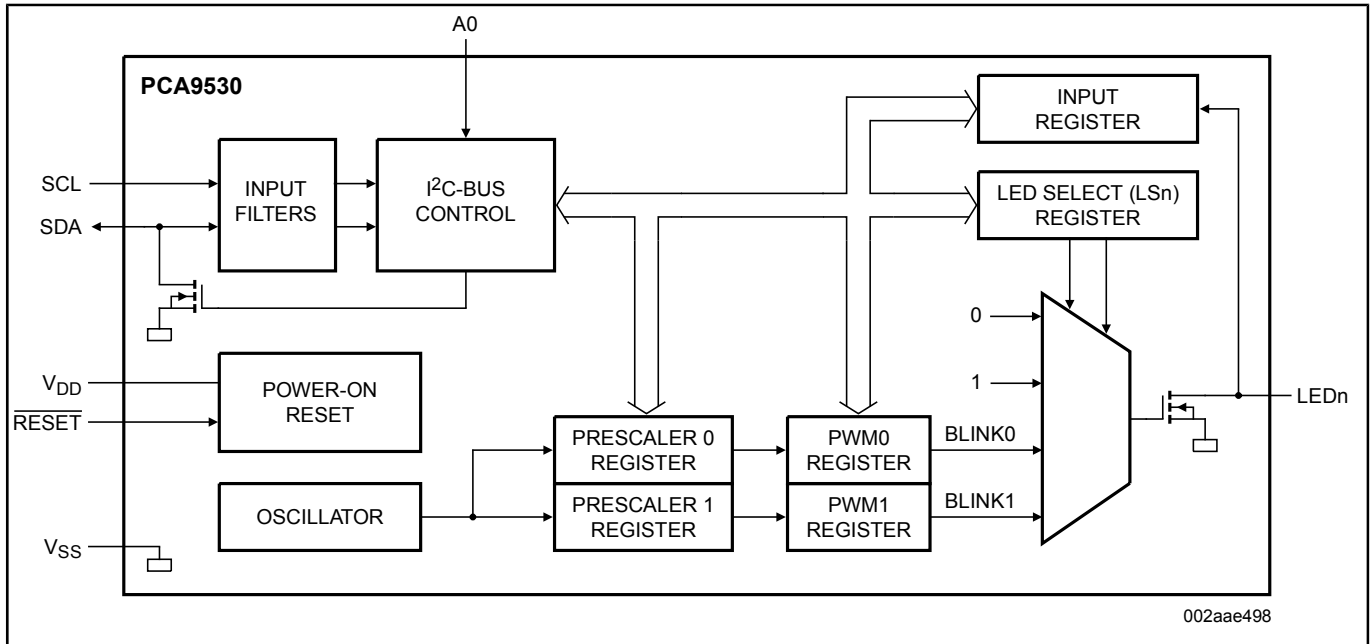 A0
PCA9530
INPUT
REGISTER
SCL
INPUT
FILTERS
I²C-BUS
CONTROL
LED SELECT (LSn)
REGISTER
SDA
0
VDD
POWER-ON
RESET
1
RESET
LEDn
PRESCALER 0
REGISTER
PWM0
REGISTER
BLINK0
OSCILLATOR
PRESCALER 1
REGISTER
PWM1
REGISTER
BLINK1
VSS
002aae498